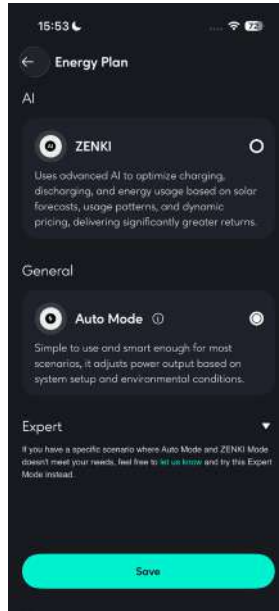 15:53
72
Energy Plan
AI
ZENKI
Uses advanced AI to optimize charging,
discharging, and energy usage based on solar
forecasts, usage patterns, and dynamic
pricing, delivering significantly greater returns.
General
Auto Mode
Simple to use and smart enough for most
scenarios, it adjusts power output based on
system setup and environmental conditions.
Expert
If you have a specific scenario where Auto Mode and ZENKI Mode
doesn't meet your needs, feel free to let us know and try this Expert
Mode instead.
Save